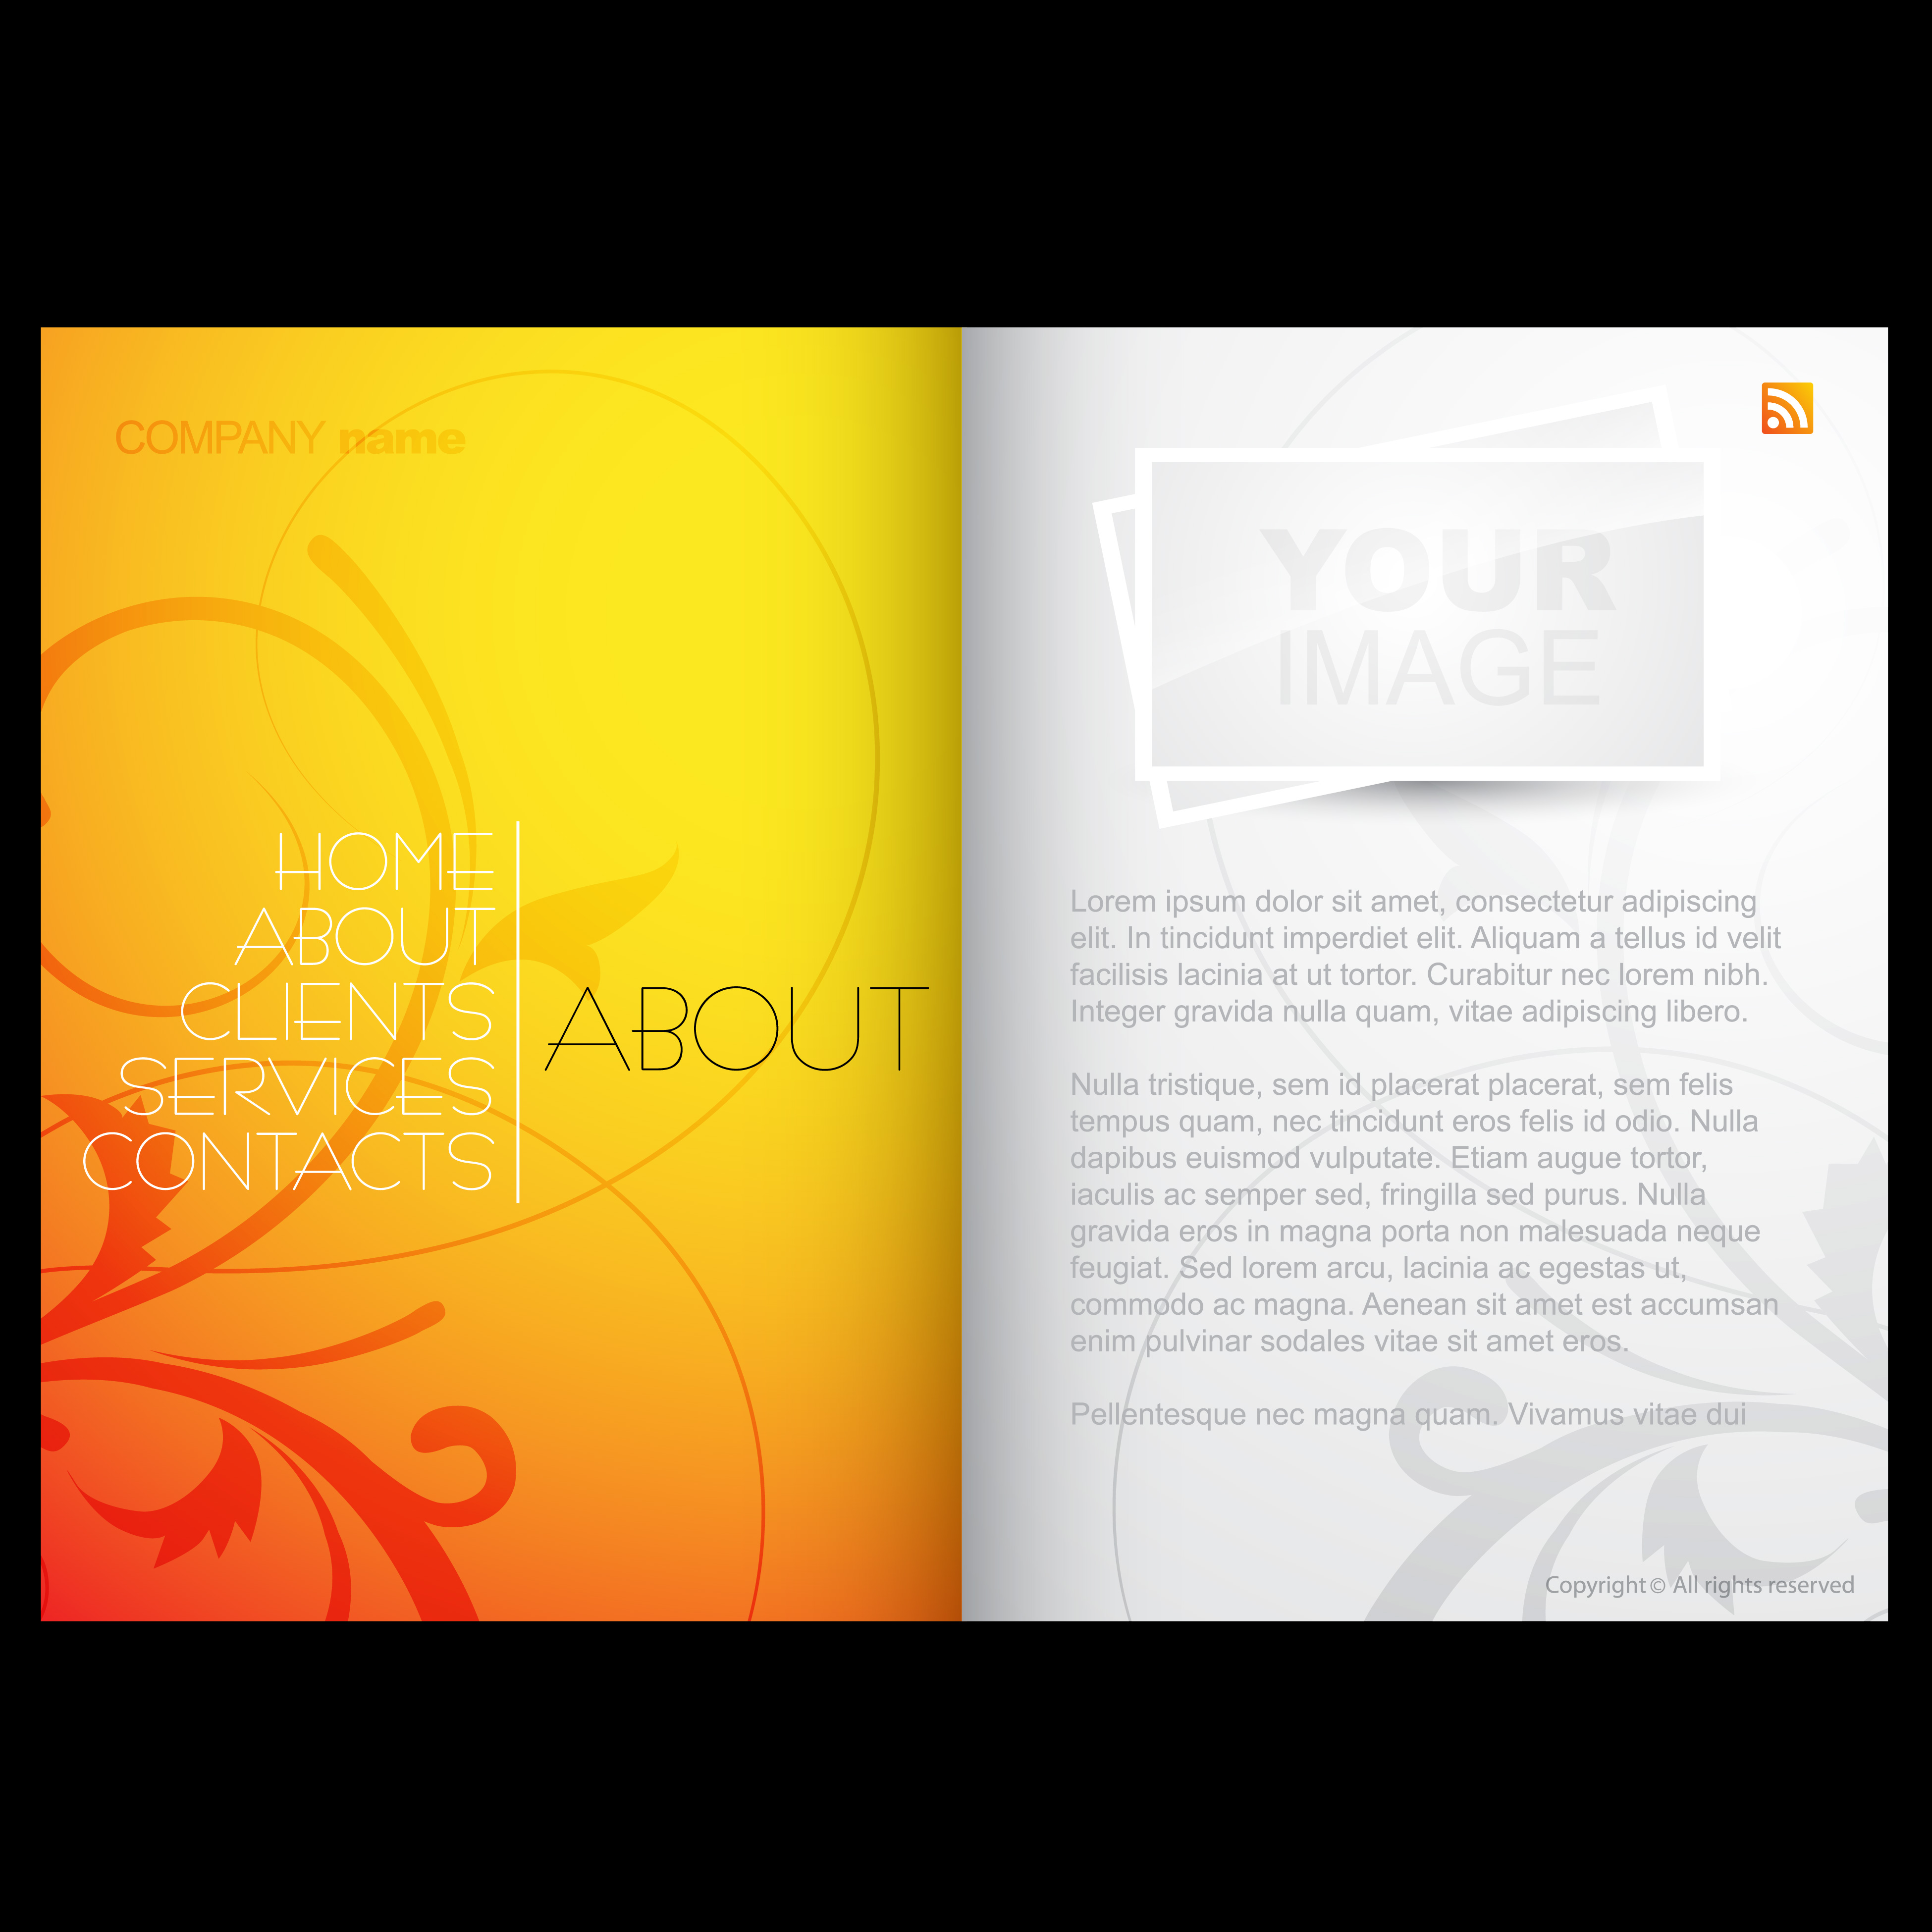 COMPANY name
HOME
ABOUT
CLIENTS
SERVICES
CONTACTS
ABOUT
YOUR
IMAGE
Lorem ipsum dolor sit amet, consectetur adipiscing
elit. In tincidunt imperdiet elit. Aliquam a tellus id velit
facilisis lacinia at ut tortor. Curabitur nec lorem nibh.
Integer gravida nulla quam, vitae adipiscing libero.
Nulla tristique, sem id placerat placerat, sem felis
tempus quam, nec tincidunt eros felis id odio. Nulla
dapibus euismod vulputate. Etiam augue tortor,
iaculis ac semper sed, fringilla sed purus. Nulla
gravida eros in magna porta non malesuada neque
feugiat. Sed lorem arcu, lacinia ac egestas ut,
commodo ac magna. Aenean sit amet est accumsan
enim pulvinar sodales vitae sit amet eros.
Pellentesque nec magna quam. Vivamus vitae dui
Copyright © All rights reserved